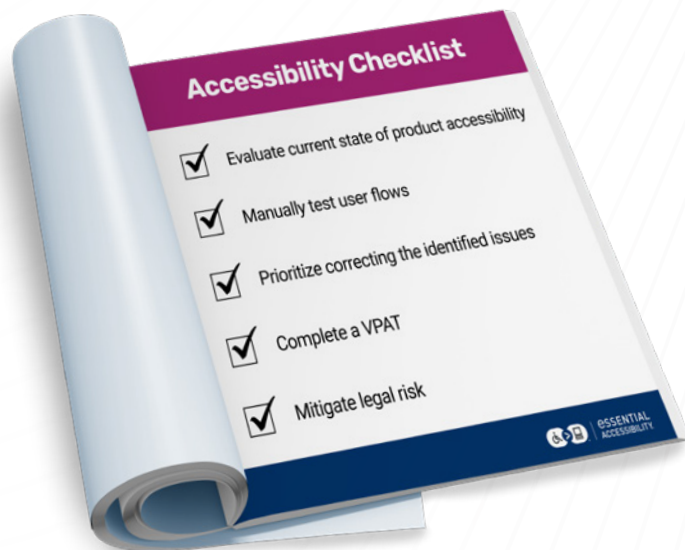 Accessibility Checklist
Evaluate current state of product accessibility
Manually test user flows
Prioritize correcting the identified issues
Complete a VPAT
Mitigate legal risk
eSSENTIAL
ACCESSIBILITY